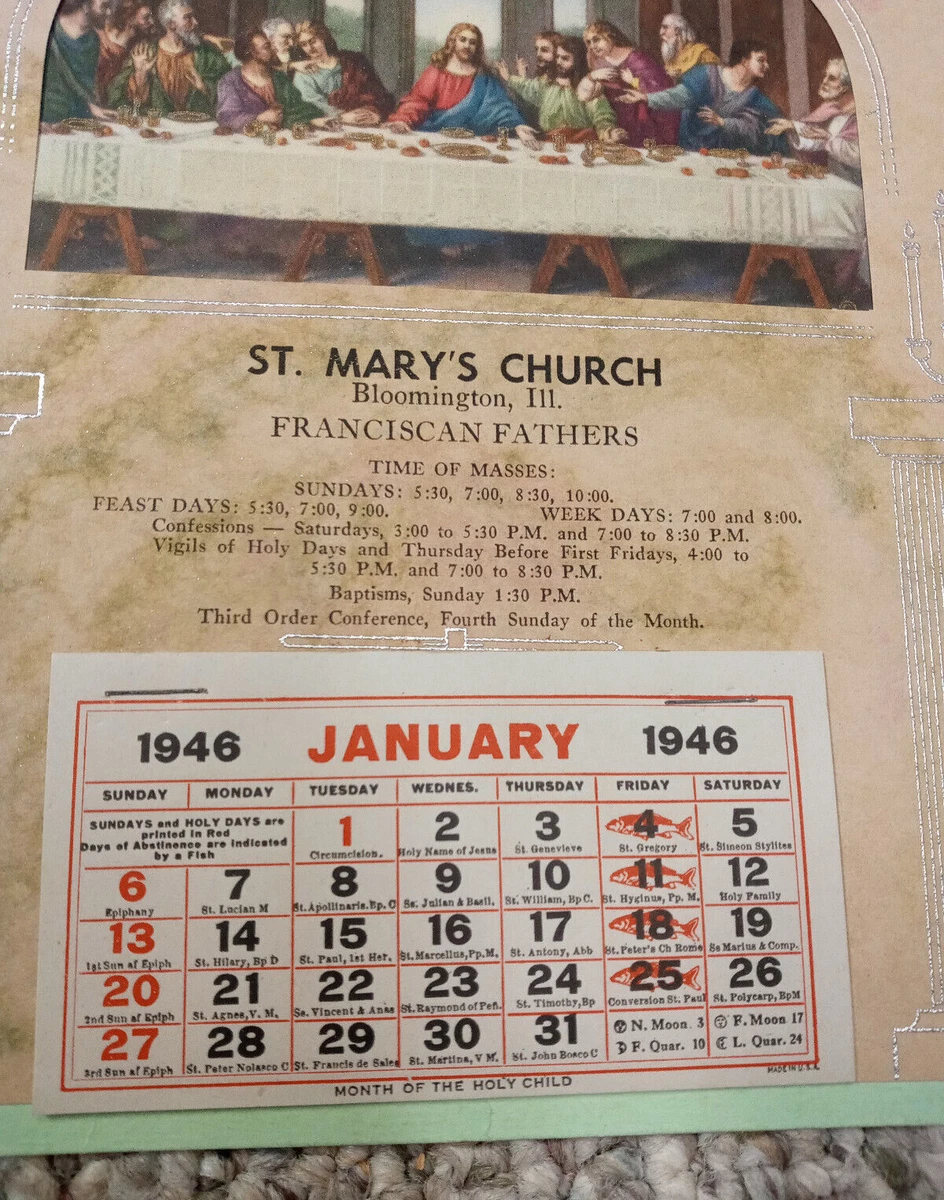 ST. MARY'S CHURCH
Bloomington, Ill.
FRANCISCAN FATHERS
TIME OF MASSES:
SUNDAYS: 5:30, 7:00, 8:30, 10:00.
FEAST DAYS: 5:30, 7:00, 9:00. WEEK DAYS: 7:00 and 8:00.
Confessions — Saturdays, 3:00 to 5:30 P.M. and 7:00 to 8:30 P.M.
Vigils of Holy Days and Thursday Before First Fridays, 4:00 to
5:30 P.M. and 7:00 to 8:30 P.M.
Baptisms, Sunday 1:30 P.M.
Third Order Conference, Fourth Sunday of the Month.
1946 JANUARY 1946
SUNDAY MONDAY TUESDAY WEDNES. THURSDAY FRIDAY SATURDAY
SUNDAYS and HOLY DAYS are
printed in Red
Days of Abstinence are indicated
by a Fish
1 2 3 4 5
Circumcision. Holy Name of Jesus St. Genevieve St. Gregory St. Simeon Stylites
6 7 8 9 10 11 12
Epiphany St. Lucian M St. Apollinaris. Ep. C Ss. Julian & Basil. St. William, Bp C. St. Hyginus, Pp. M. Holy Family
13 14 15 16 17 18 19
1st Sun af Epiph St. Hilary, Bp D St. Paul, 1st Her. St. Marcellus, Pp. M. St. Antony, Abb St. Peter's Ch Rome Ss Marius & Comp.
20 21 22 23 24 25 26
2nd Sun af Epiph St. Agnes, V. M. Ss. Vincent & Anas St. Raymond of Pen. St. Timothy, Bp Conversion St. Paul St. Polycarp, Bp M
27 28 29 30 31 N. Moon. 3 F. Moon 17
F. Quar. 10 L. Quar. 24
3rd Sun af Epiph St. Peter Nolasco C St. Francis de Sales St. Martina, V M. St. John Bosco C
MADE IN U.S.A.
MONTH OF THE HOLY CHILD